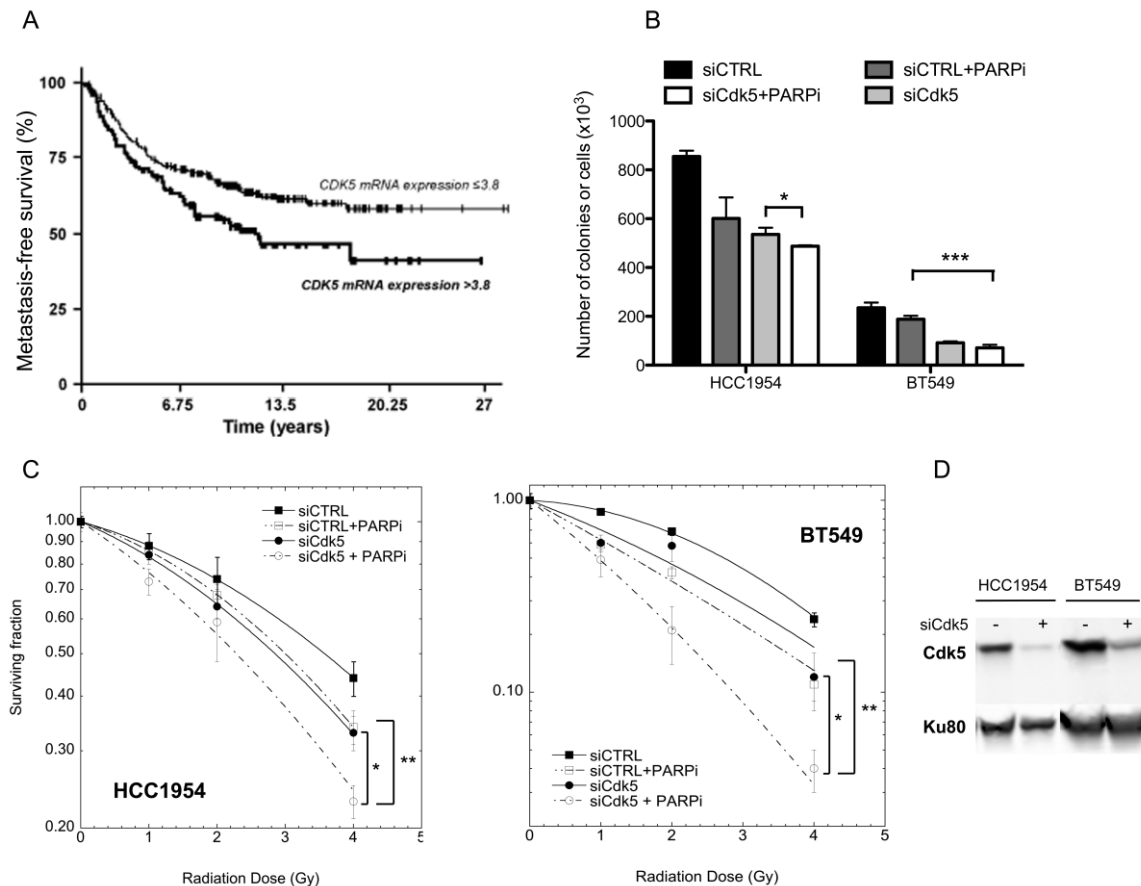 A
Metastasis-free survival (%)
100
75
50
25
0
CDK5 mRNA expression ≤3.8
CDK5 mRNA expression >3.8
0 6.75 13.5 20.25 27
Time (years)
B
siCTRL siCTRL+PARPi
siCdk5+PARPi siCdk5
Number of colonies or cells (x10³)
1000
800
600
400
200
0
*
***
HCC1954 BT549
C
Surviving fraction
1.00
0.90
0.80
0.70
0.60
0.50
0.40
0.30
0.20
siCTRL
siCTRL+PARPi
siCdk5
siCdk5 + PARPi
* **
HCC1954
0 1 2 3 4 5
Radiation Dose (Gy)
1.00
0.10
BT549
* **
siCTRL
siCTRL+PARPi
siCdk5
siCdk5 + PARPi
0 1 2 3 4 5
Radiation Dose (Gy)
D
HCC1954 BT549
siCdk5 - + - +
Cdk5
Ku80